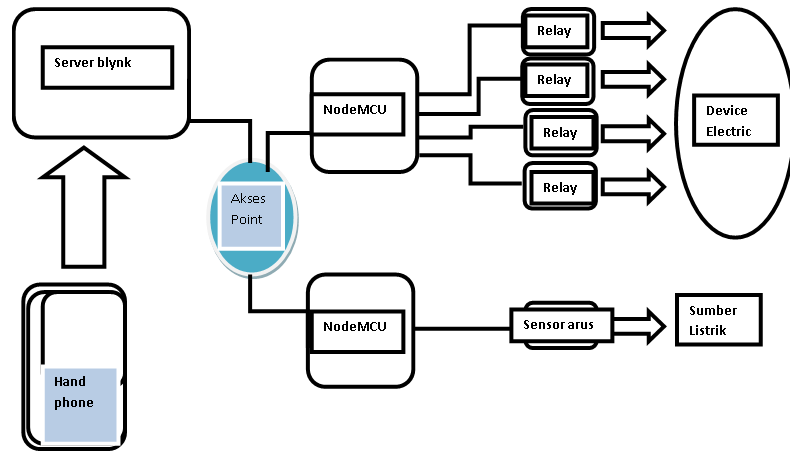 Server blynk
Relay
Relay
Relay
Relay
NodeMCU
Device
Electric
Akses
Point
NodeMCU
Sensor arus
Sumber
Listrik
Hand
phone